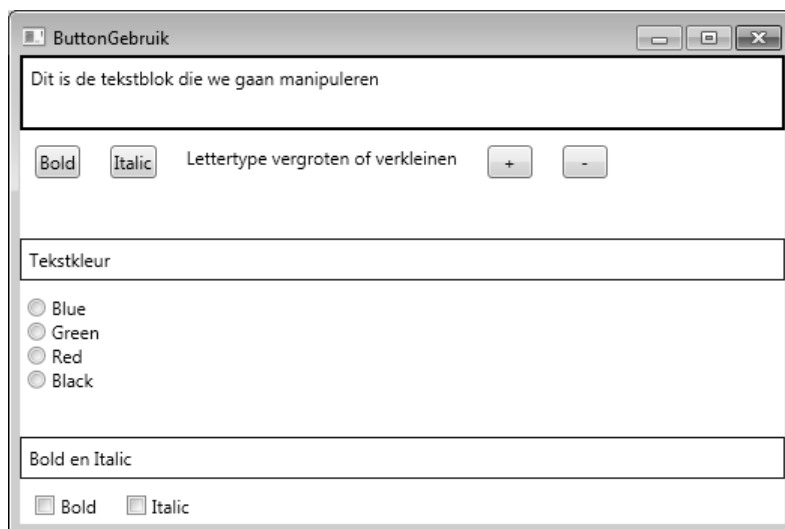 ButtonGebruik
Dit is de tekstblok die we gaan manipuleren
Bold Italic Lettertype vergroten of verkleinen + -
Tekstkleur
Blue
Green
Red
Black
Bold en Italic
Bold Italic